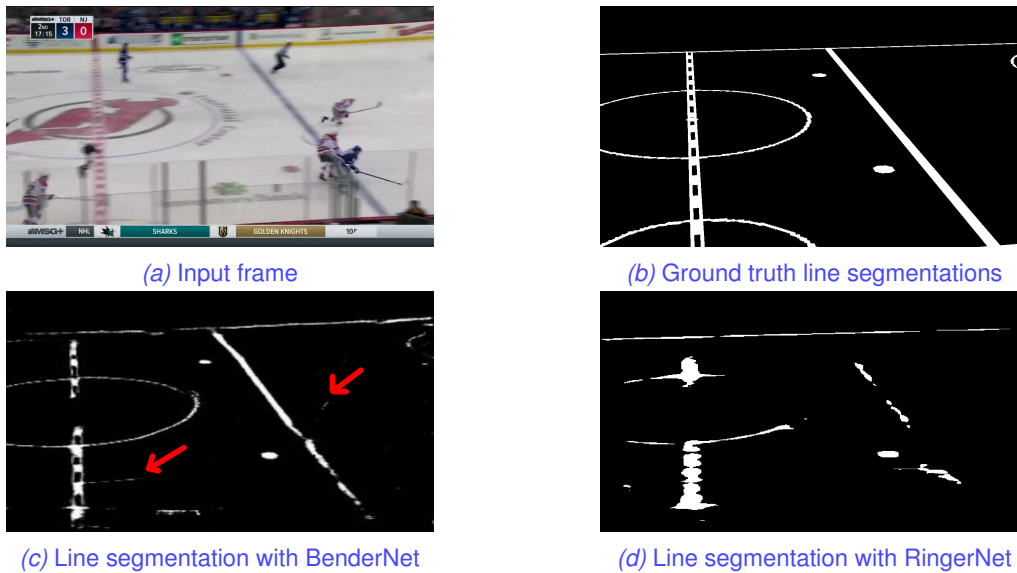 MSG+ TOR NJ
2ND
17:15 3 0
MSG+ NHL SHARKS GOLDEN KNIGHTS 10P
(a) Input frame
(b) Ground truth line segmentations
(c) Line segmentation with BenderNet
(d) Line segmentation with RingerNet